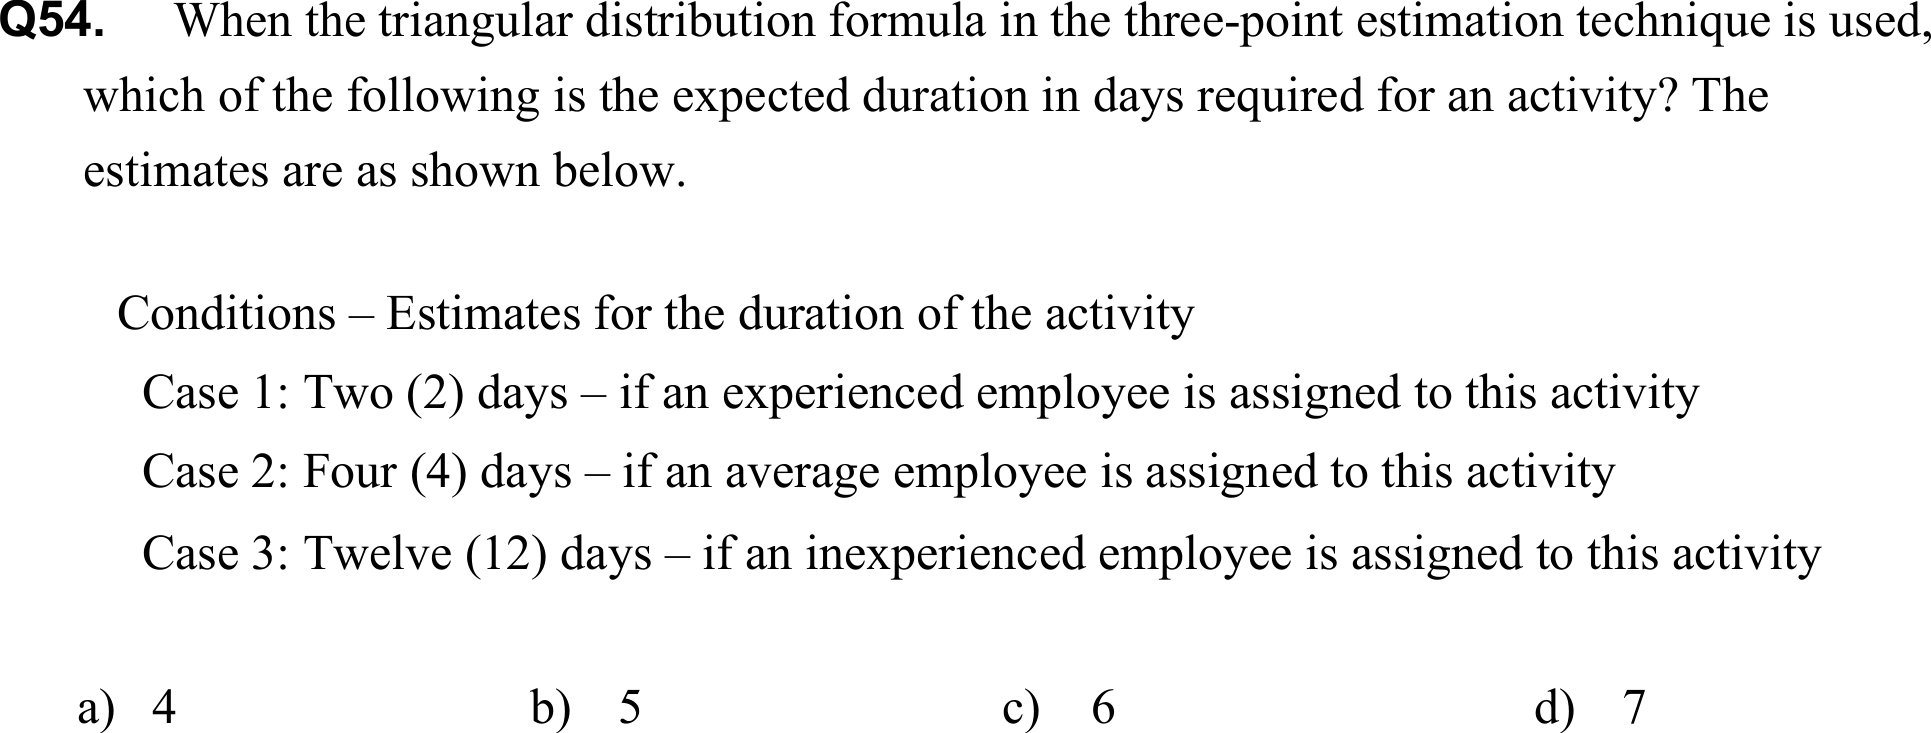 Q54. When the triangular distribution formula in the three-point estimation technique is used,
which of the following is the expected duration in days required for an activity? The
estimates are as shown below.
Conditions – Estimates for the duration of the activity
Case 1: Two (2) days – if an experienced employee is assigned to this activity
Case 2: Four (4) days – if an average employee is assigned to this activity
Case 3: Twelve (12) days – if an inexperienced employee is assigned to this activity
a) 4 b) 5 c) 6 d) 7